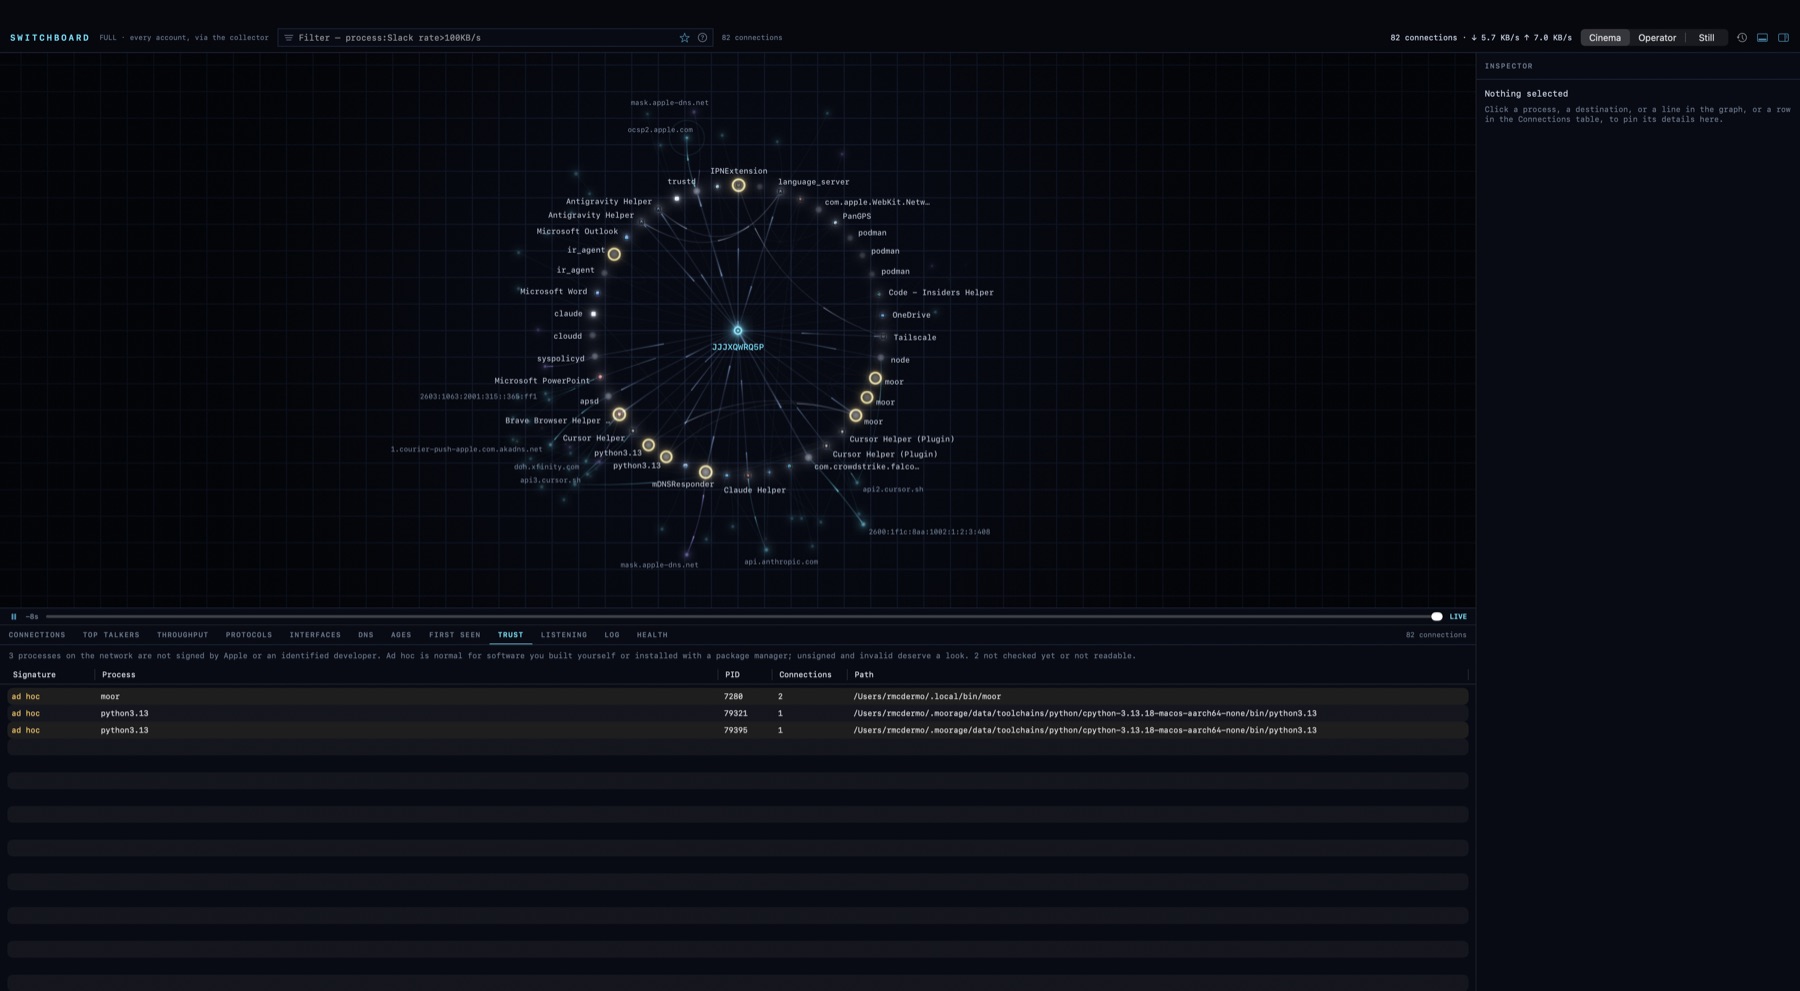 SWITCHBOARD FULL · every account, via the collector Filter — process:Slack rate>100KB/s 82 connections 82 connections · ↓ 5.7 KB/s ↑ 7.0 KB/s Cinema Operator Still
INSPECTOR
Nothing selected
Click a process, a destination, or a line in the graph, or a row
in the Connections table, to pin its details here.
mask.apple-dns.net
ocsp2.apple.com
IPNExtension
trustd
language_server
Antigravity Helper
com.apple.WebKit.Netw…
Antigravity Helper
PanGPS
Microsoft Outlook
podman
ir_agent
podman
ir_agent
podman
Microsoft Word
Code – Insiders Helper
claude
OneDrive
cloudd
Tailscale
JJJXQWRQ5P
syspolicyd
node
Microsoft PowerPoint
moor
apsd
moor
Brave Browser Helper
moor
Cursor Helper
Cursor Helper (Plugin)
1.courier-push-apple.com.akadns.net
python3.13
Cursor Helper (Plugin)
doh.xfinity.com
python3.13
com.crowdstrike.falco…
api3.cursor.sh
mDNSResponder
Claude Helper
api2.cursor.sh
2600:1f1c:8aa:1002:1:2:3:408
mask.apple-dns.net
api.anthropic.com
−8s LIVE
CONNECTIONS TOP TALKERS THROUGHPUT PROTOCOLS INTERFACES DNS AGES FIRST SEEN TRUST LISTENING LOG HEALTH 82 connections
3 processes on the network are not signed by Apple or an identified developer. Ad hoc is normal for software you built yourself or installed with a package manager; unsigned and invalid deserve a look. 2 not checked yet or not readable.
Signature Process PID Connections Path
ad hoc moor 7280 2 /Users/rmcdermo/.local/bin/moor
ad hoc python3.13 79321 1 /Users/rmcdermo/.moorage/data/toolchains/python/cpython-3.13.18-macos-aarch64-none/bin/python3.13
ad hoc python3.13 79395 1 /Users/rmcdermo/.moorage/data/toolchains/python/cpython-3.13.18-macos-aarch64-none/bin/python3.13